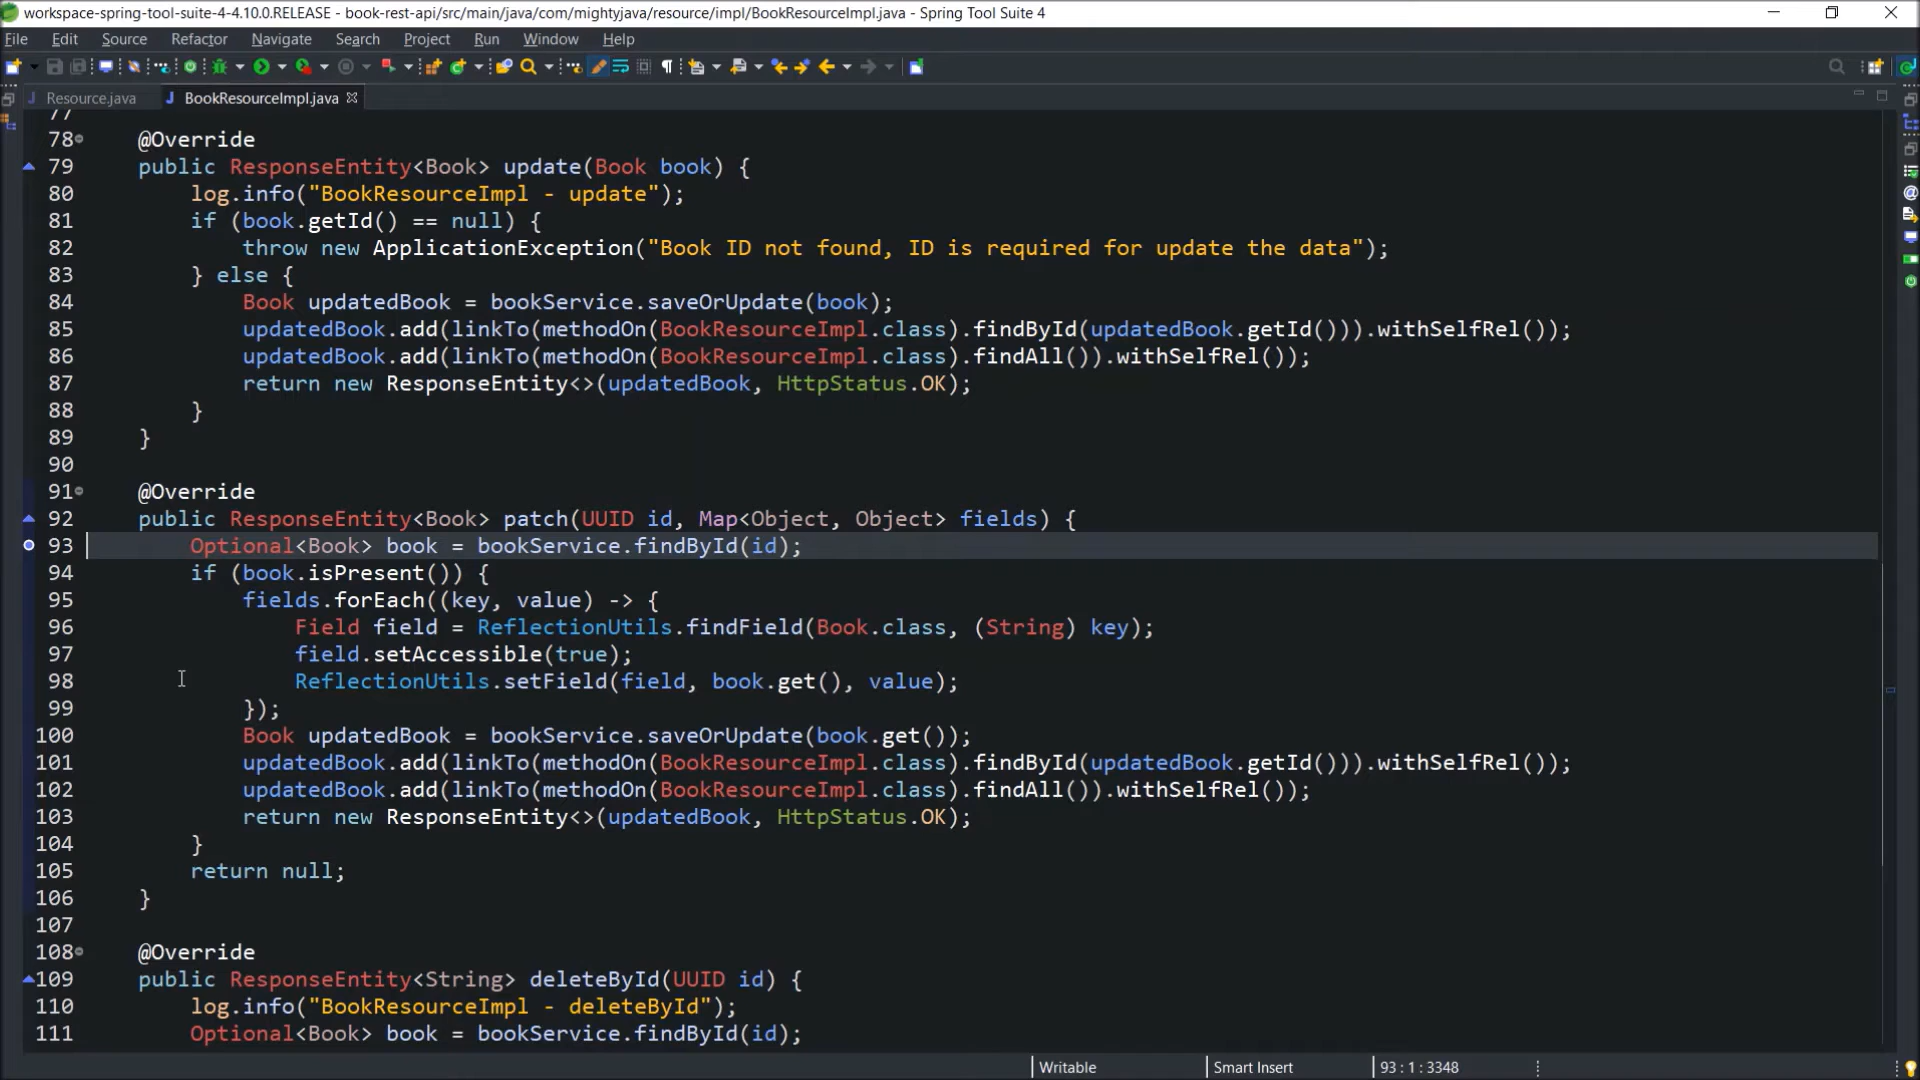 workspace-spring-tool-suite-4-4.10.0.RELEASE - book-rest-api/src/main/java/com/mightyjava/resource/impl/BookResourceImpl.java - Spring Tool Suite 4
File Edit Source Refactor Navigate Search Project Run Window Help
Resource.java BookResourceImpl.java
77
78 @Override
79 public ResponseEntity<Book> update(Book book) {
80 log.info("BookResourceImpl - update");
81 if (book.getId() == null) {
82 throw new ApplicationException("Book ID not found, ID is required for update the data");
83 } else {
84 Book updatedBook = bookService.saveOrUpdate(book);
85 updatedBook.add(linkTo(methodOn(BookResourceImpl.class).findById(updatedBook.getId())).withSelfRel());
86 updatedBook.add(linkTo(methodOn(BookResourceImpl.class).findAll()).withSelfRel());
87 return new ResponseEntity<>(updatedBook, HttpStatus.OK);
88 }
89 }
90
91 @Override
92 public ResponseEntity<Book> patch(UUID id, Map<Object, Object> fields) {
93 Optional<Book> book = bookService.findById(id);
94 if (book.isPresent()) {
95 fields.forEach((key, value) -> {
96 Field field = ReflectionUtils.findField(Book.class, (String) key);
97 field.setAccessible(true);
98 ReflectionUtils.setField(field, book.get(), value);
99 });
100 Book updatedBook = bookService.saveOrUpdate(book.get());
101 updatedBook.add(linkTo(methodOn(BookResourceImpl.class).findById(updatedBook.getId())).withSelfRel());
102 updatedBook.add(linkTo(methodOn(BookResourceImpl.class).findAll()).withSelfRel());
103 return new ResponseEntity<>(updatedBook, HttpStatus.OK);
104 }
105 return null;
106 }
107
108 @Override
109 public ResponseEntity<String> deleteById(UUID id) {
110 log.info("BookResourceImpl - deleteById");
111 Optional<Book> book = bookService.findById(id);
Writable Smart Insert 93 : 1 : 3348